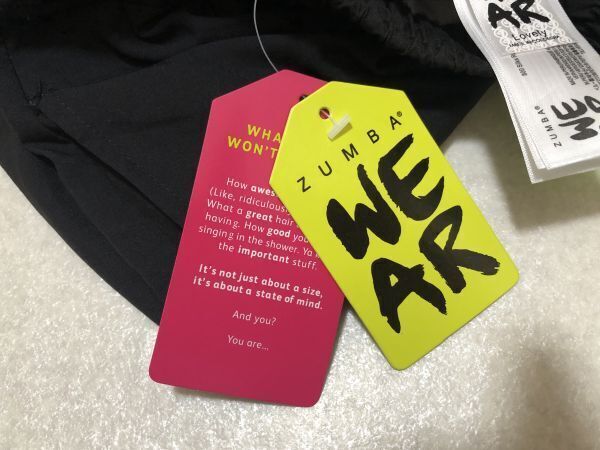 WHA
WON'T
How awes
(Like, ridiculous
What a great hair
having. How good yo
singing in the shower. Ya
the important stuff.
It's not just about a size,
it's about a state of mind.
And you?
You are...
ZUMBA®
WE
AR
AR
Lovely
ZUMBA®
WE